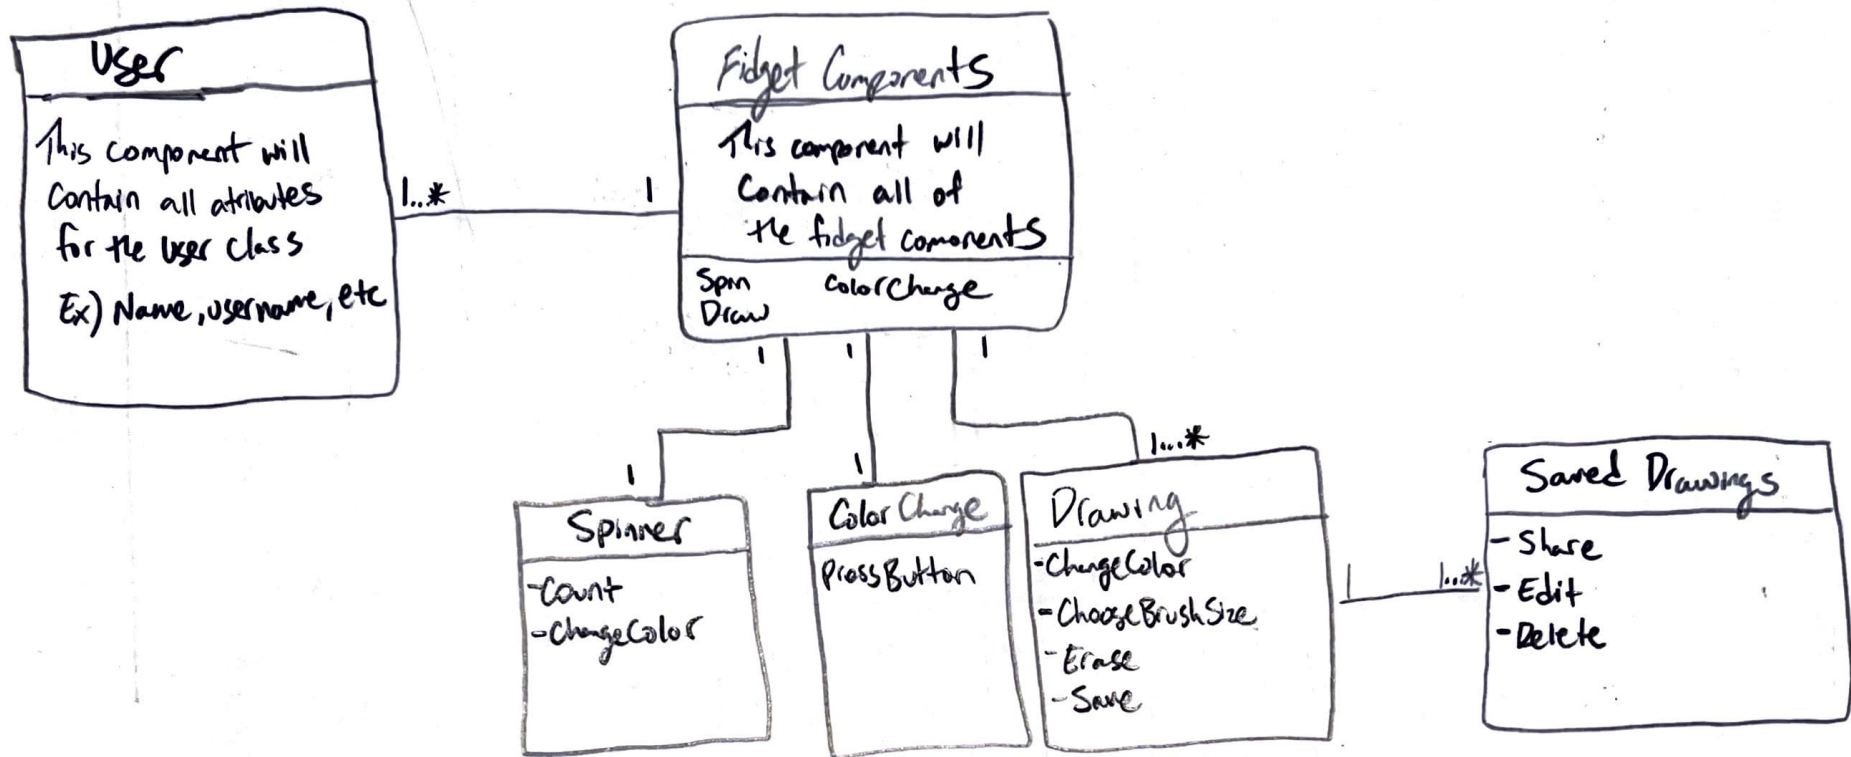 User
This component will
contain all atributes
for the user class
Ex) Name, username, etc
1..*
1
Fidget Components
This component will
contain all of
the fidget comonents
Spin ColorChange
Draw
1 1 1
1
1
1...*
Spinner
-Count
-ChangeColor
ColorChange
PressButton
Drawing
-ChangeColor
-ChooseBrushSize
-Erase
-Save
1
1...*
Saved Drawings
-Share
-Edit
-Delete